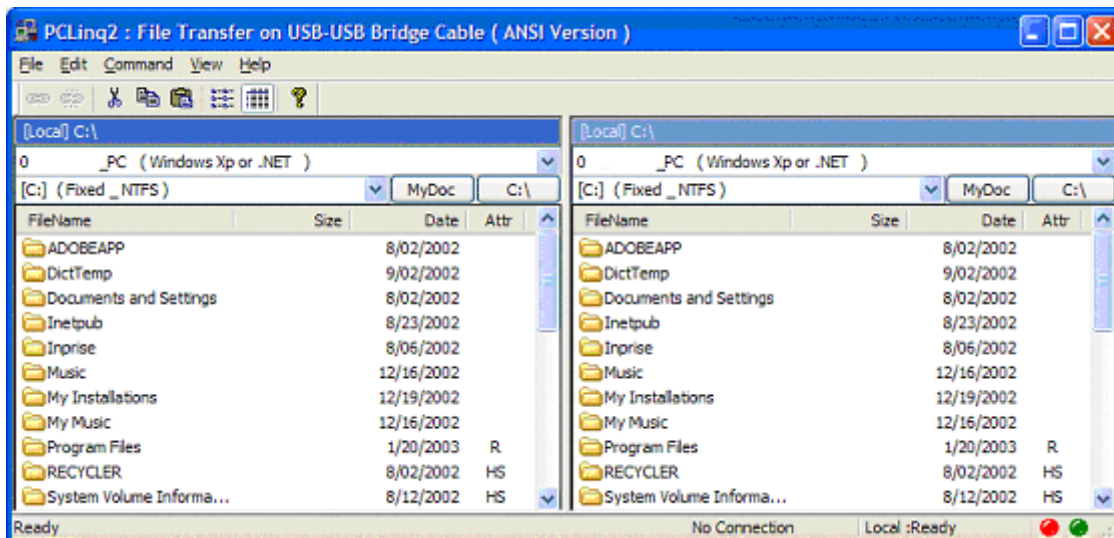 PCLinq2 : File Transfer on USB-USB Bridge Cable ( ANSI Version )
File Edit Command View Help
[Local] C:\
0 _PC ( Windows Xp or .NET )
[C:] (Fixed _ NTFS) MyDoc C:\
FileName Size Date Attr
ADOBEAPP 8/02/2002
DictTemp 9/02/2002
Documents and Settings 8/02/2002
Inetpub 8/23/2002
Inprise 8/06/2002
Music 12/16/2002
My Installations 12/19/2002
My Music 12/16/2002
Program Files 1/20/2003 R
RECYCLER 8/02/2002 HS
System Volume Informa... 8/12/2002 HS
[Local] C:\
0 _PC ( Windows Xp or .NET )
[C:] (Fixed _ NTFS) MyDoc C:\
FileName Size Date Attr
ADOBEAPP 8/02/2002
DictTemp 9/02/2002
Documents and Settings 8/02/2002
Inetpub 8/23/2002
Inprise 8/06/2002
Music 12/16/2002
My Installations 12/19/2002
My Music 12/16/2002
Program Files 1/20/2003 R
RECYCLER 8/02/2002 HS
System Volume Informa... 8/12/2002 HS
Ready No Connection Local :Ready